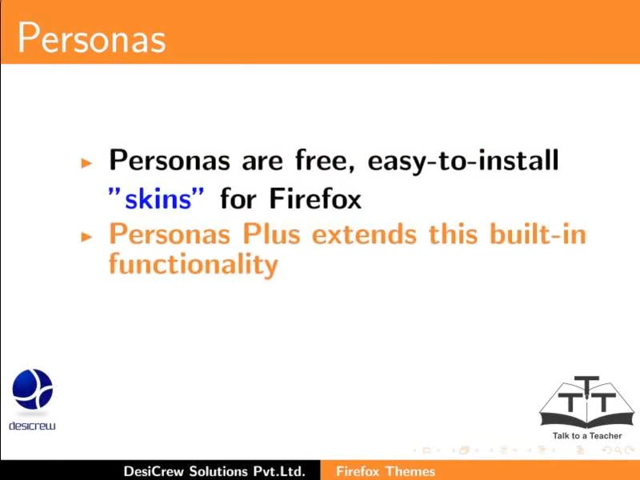 Personas
Personas are free, easy-to-install
"skins" for Firefox
Personas Plus extends this built-in
functionality
desicrew
T T T
Talk to a Teacher
DesiCrew Solutions Pvt.Ltd. Firefox Themes